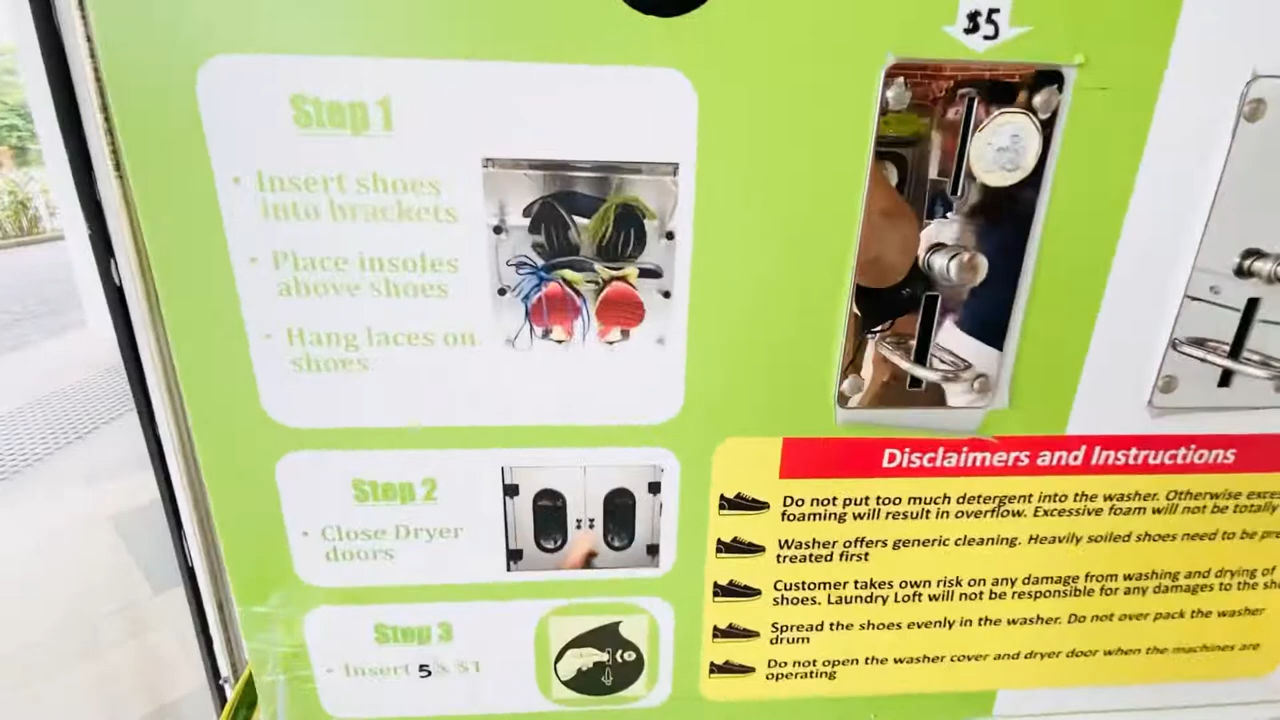 $5
Step 1
• Insert shoes
into brackets
• Place insoles
above shoes
• Hang laces on
shoes
Step 2
• Close Dryer
doors
Step 3
• Insert 5 x $1
Disclaimers and Instructions
Do not put too much detergent into the washer. Otherwise
foaming will result in overflow. Excessive foam will not be totally
Washer offers generic cleaning. Heavily soiled shoes need to be
treated first
Customer takes own risk on any damage from washing and drying of
shoes. Laundry Loft will not be responsible for any damages to the
Spread the shoes evenly in the washer. Do not over pack the washer
drum
Do not open the washer cover and dryer door when the machines are
operating